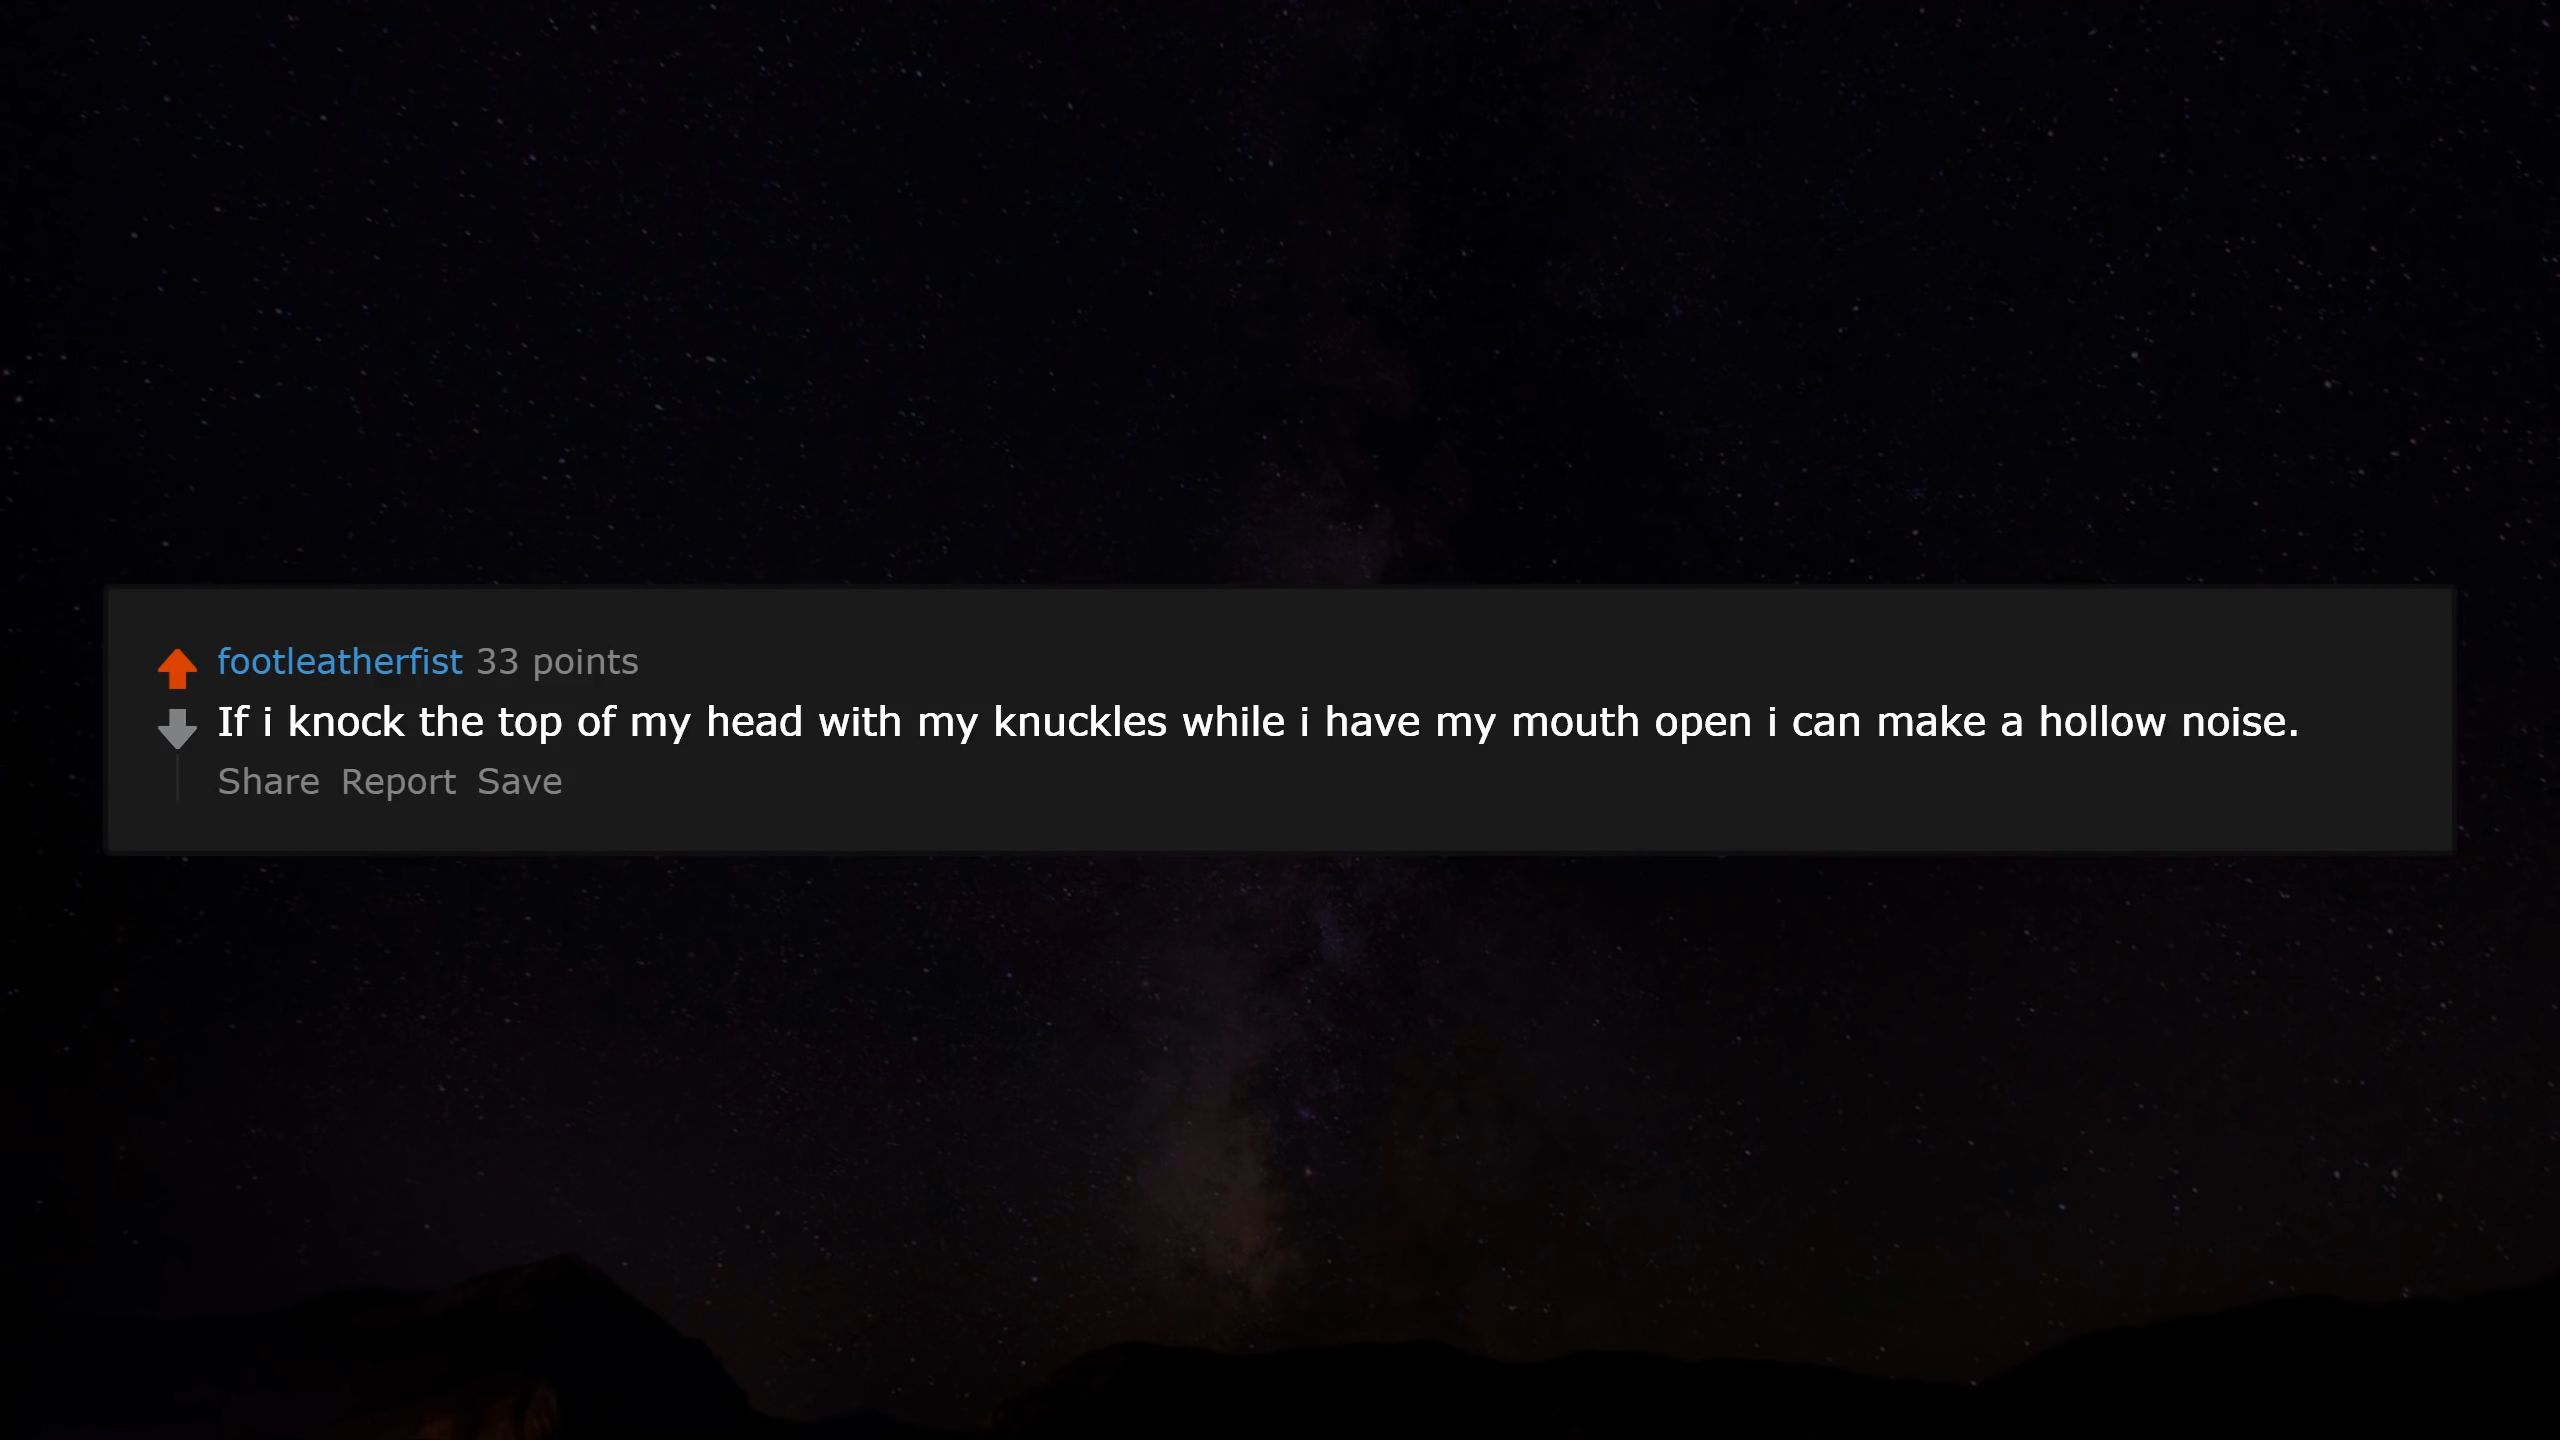 footleatherfist 33 points
If i knock the top of my head with my knuckles while i have my mouth open i can make a hollow noise.
Share Report Save